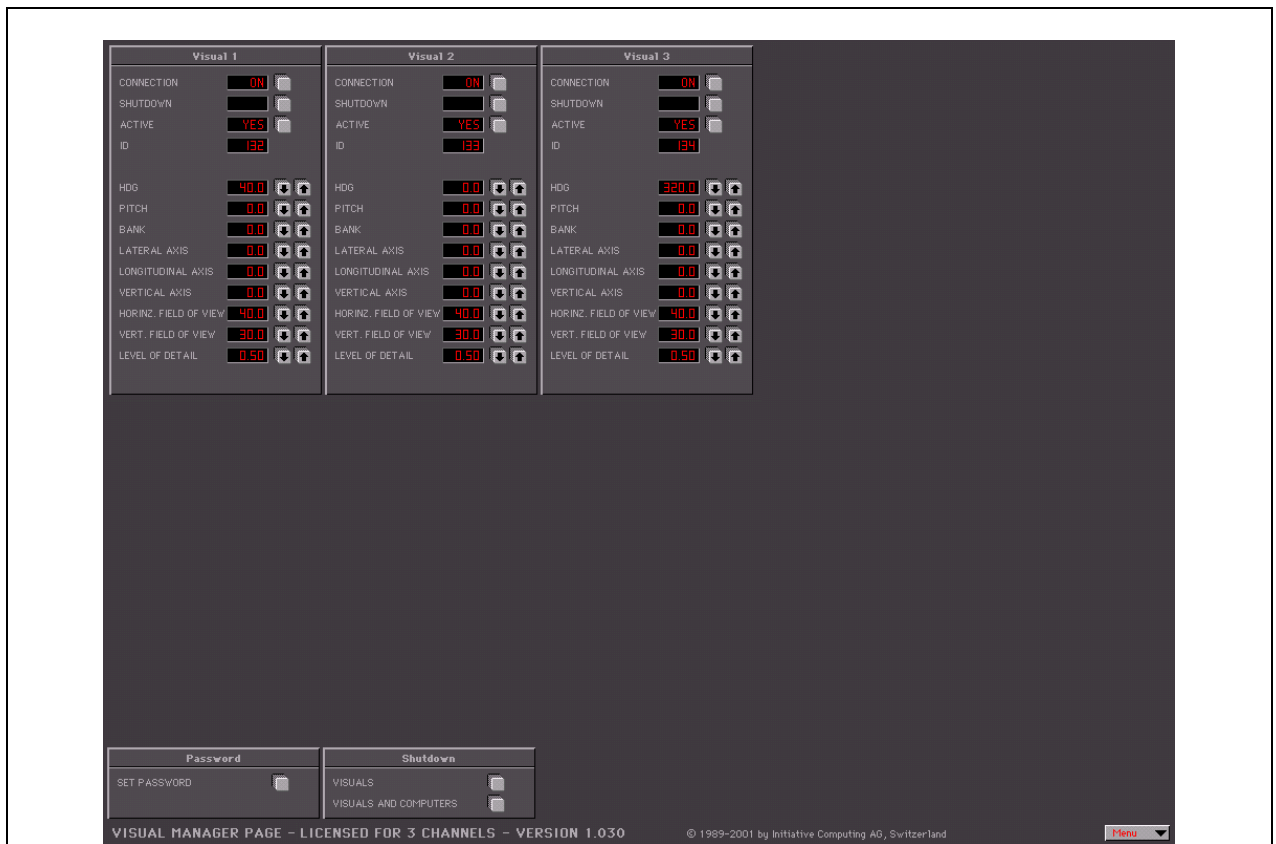 Visual 1
CONNECTION ON
SHUTDOWN
ACTIVE YES
ID 132
HDG 40.0
PITCH 0.0
BANK 0.0
LATERAL AXIS 0.0
LONGITUDINAL AXIS 0.0
VERTICAL AXIS 0.0
HORINZ. FIELD OF VIEW 40.0
VERT. FIELD OF VIEW 30.0
LEVEL OF DETAIL 0.50
Visual 2
CONNECTION ON
SHUTDOWN
ACTIVE YES
ID 133
HDG 0.0
PITCH 0.0
BANK 0.0
LATERAL AXIS 0.0
LONGITUDINAL AXIS 0.0
VERTICAL AXIS 0.0
HORINZ. FIELD OF VIEW 40.0
VERT. FIELD OF VIEW 30.0
LEVEL OF DETAIL 0.50
Visual 3
CONNECTION ON
SHUTDOWN
ACTIVE YES
ID 134
HDG 320.0
PITCH 0.0
BANK 0.0
LATERAL AXIS 0.0
LONGITUDINAL AXIS 0.0
VERTICAL AXIS 0.0
HORINZ. FIELD OF VIEW 40.0
VERT. FIELD OF VIEW 30.0
LEVEL OF DETAIL 0.50
Password
SET PASSWORD
Shutdown
VISUALS
VISUALS AND COMPUTERS
VISUAL MANAGER PAGE - LICENSED FOR 3 CHANNELS - VERSION 1.030
© 1989-2001 by Initiative Computing AG, Switzerland
Menu